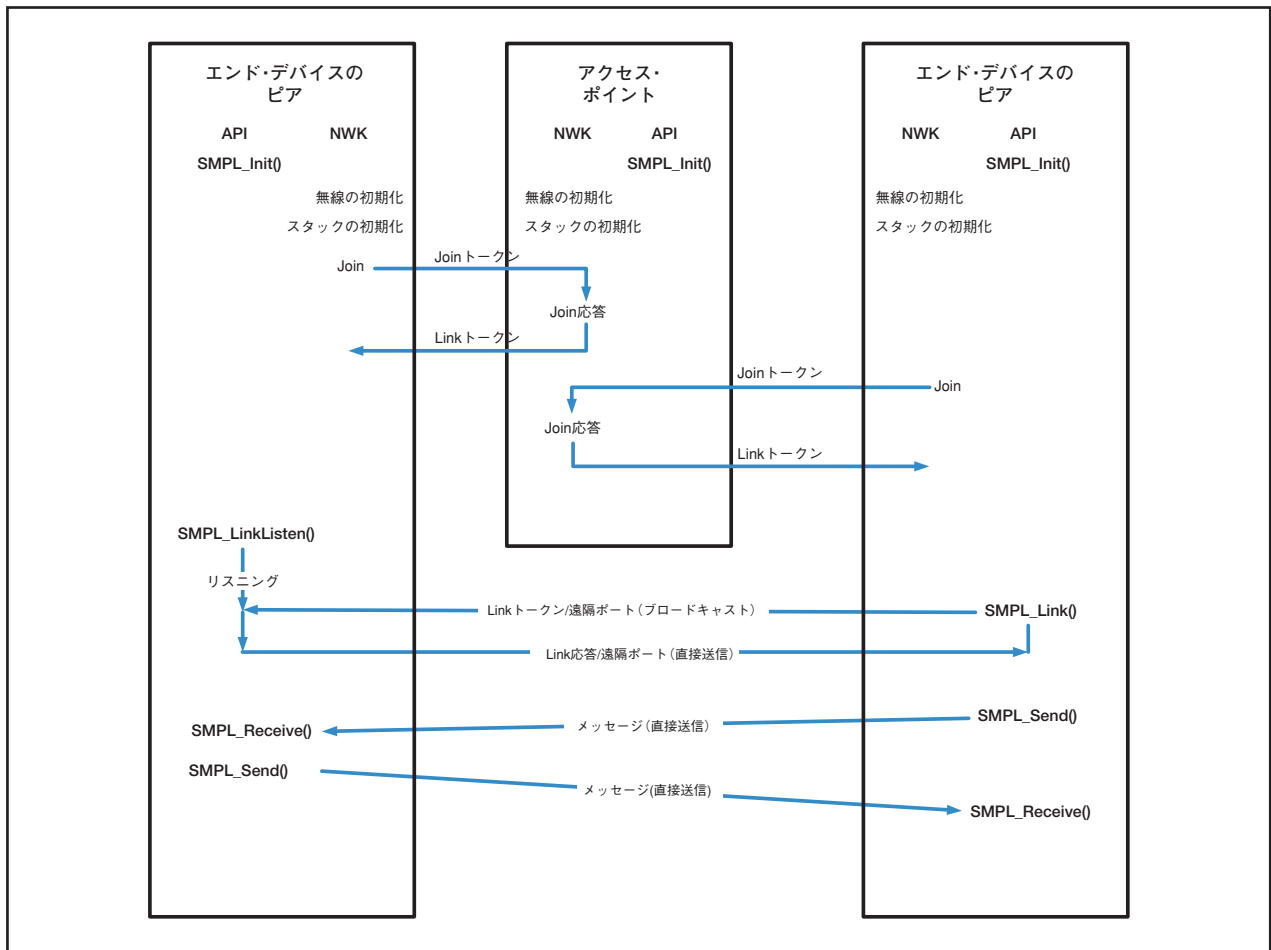 エンド・デバイスの
ピア
アクセス・
ポイント
エンド・デバイスの
ピア
API NWK
NWK API
NWK API
SMPL_Init()
SMPL_Init()
SMPL_Init()
無線の初期化
無線の初期化
無線の初期化
スタックの初期化
スタックの初期化
スタックの初期化
Join
Joinトークン
Join応答
Linkトークン
Joinトークン
Join
Join応答
Linkトークン
SMPL_LinkListen()
リスニング
Linkトークン/遠隔ポート(ブロードキャスト)
SMPL_Link()
Link応答/遠隔ポート(直接送信)
SMPL_Send()
メッセージ(直接送信)
SMPL_Receive()
SMPL_Send()
メッセージ(直接送信)
SMPL_Receive()